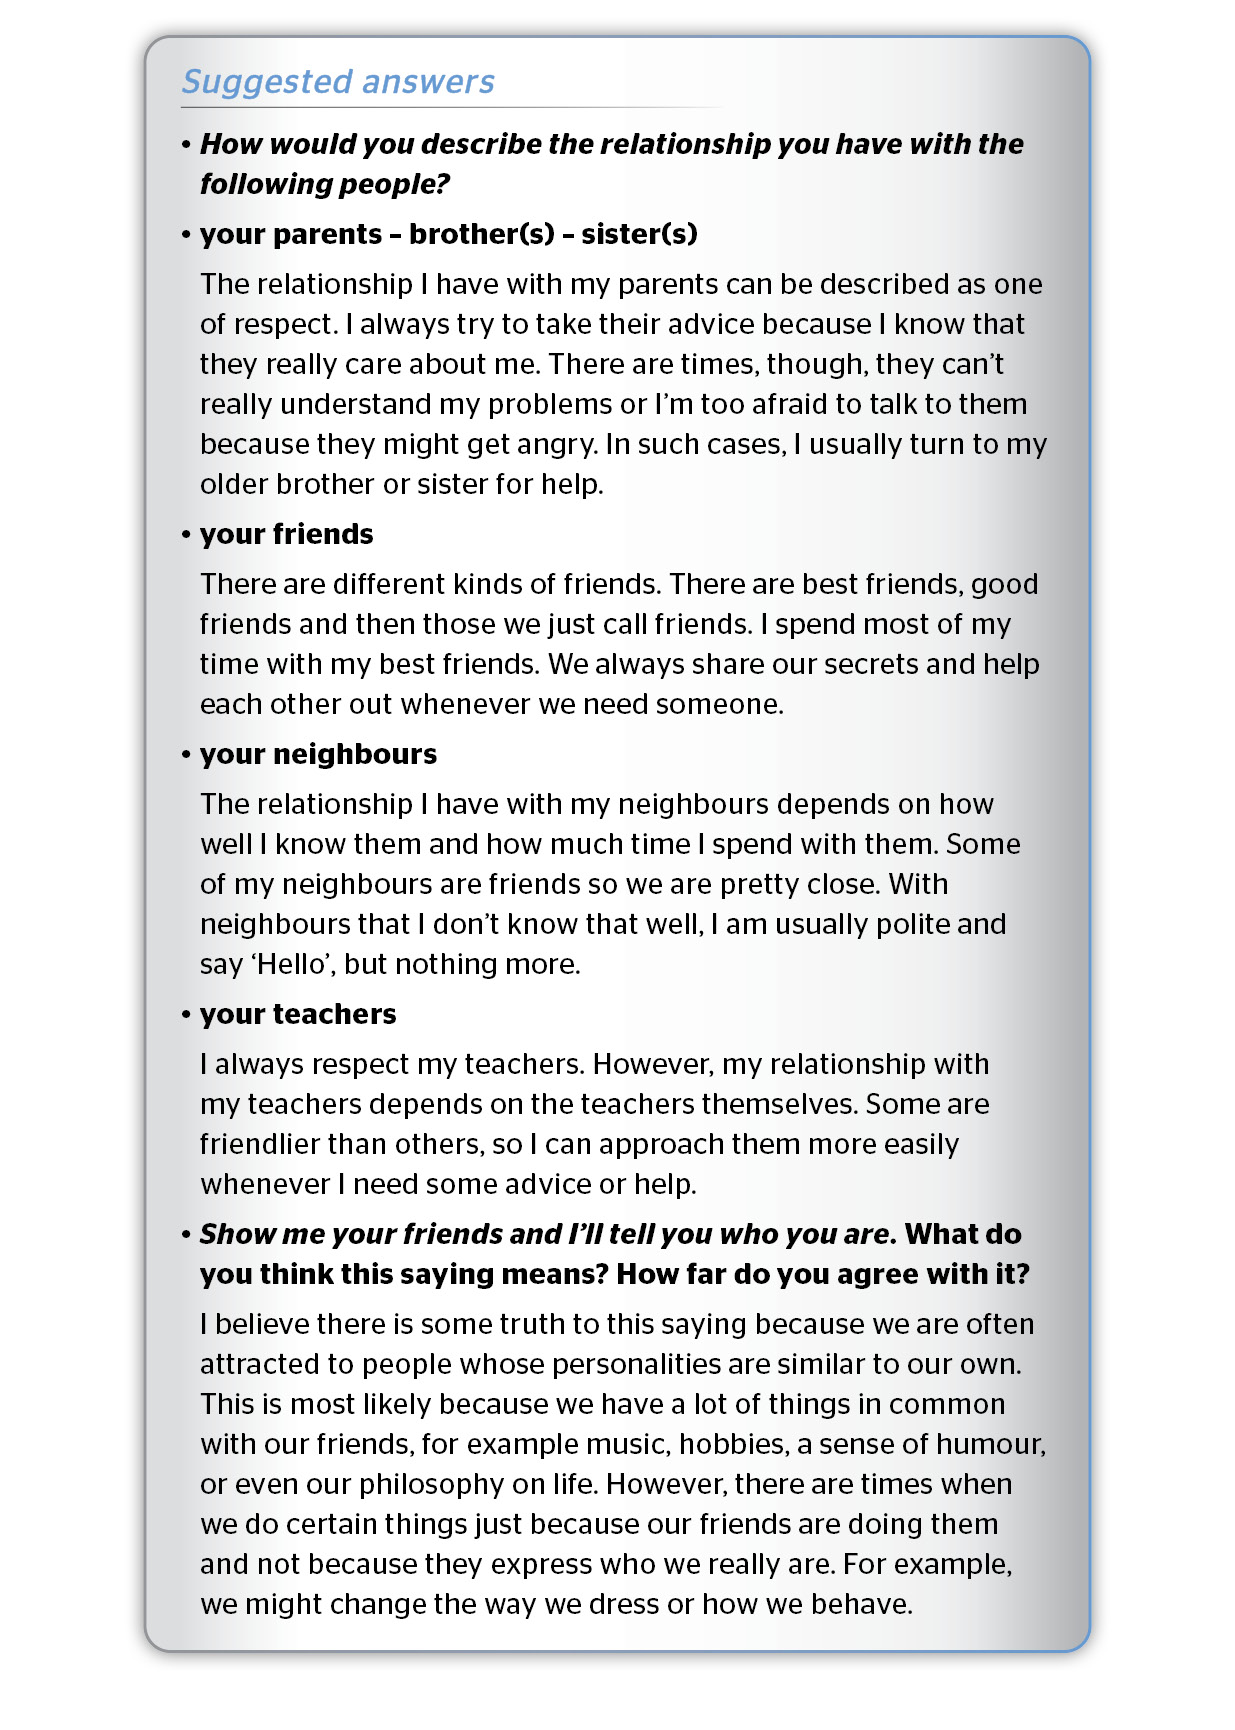 Suggested answers
• How would you describe the relationship you have with the
following people?
• your parents – brother(s) – sister(s)
The relationship I have with my parents can be described as one
of respect. I always try to take their advice because I know that
they really care about me. There are times, though, they can’t
really understand my problems or I’m too afraid to talk to them
because they might get angry. In such cases, I usually turn to my
older brother or sister for help.
• your friends
There are different kinds of friends. There are best friends, good
friends and then those we just call friends. I spend most of my
time with my best friends. We always share our secrets and help
each other out whenever we need someone.
• your neighbours
The relationship I have with my neighbours depends on how
well I know them and how much time I spend with them. Some
of my neighbours are friends so we are pretty close. With
neighbours that I don’t know that well, I am usually polite and
say ‘Hello’, but nothing more.
• your teachers
I always respect my teachers. However, my relationship with
my teachers depends on the teachers themselves. Some are
friendlier than others, so I can approach them more easily
whenever I need some advice or help.
• Show me your friends and I’ll tell you who you are. What do
you think this saying means? How far do you agree with it?
I believe there is some truth to this saying because we are often
attracted to people whose personalities are similar to our own.
This is most likely because we have a lot of things in common
with our friends, for example music, hobbies, a sense of humour,
or even our philosophy on life. However, there are times when
we do certain things just because our friends are doing them
and not because they express who we really are. For example,
we might change the way we dress or how we behave.